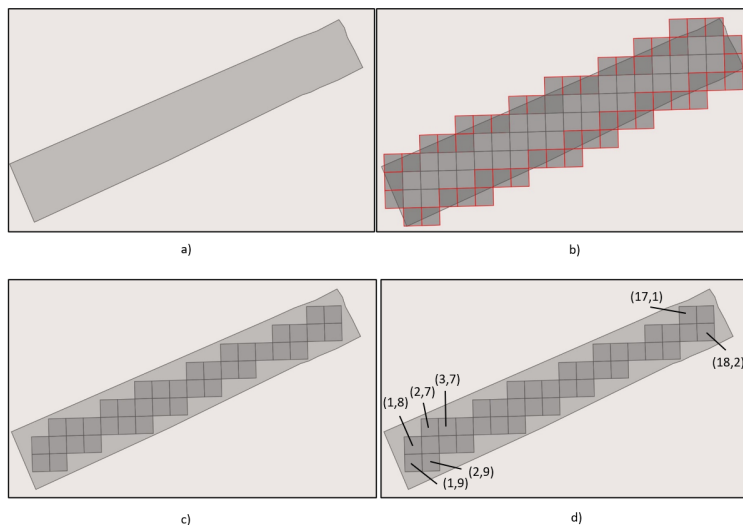 a)
b)
(17,1)
(18,2)
(3,7)
(2,7)
(1,8)
(2,9)
(1,9)
c)
d)